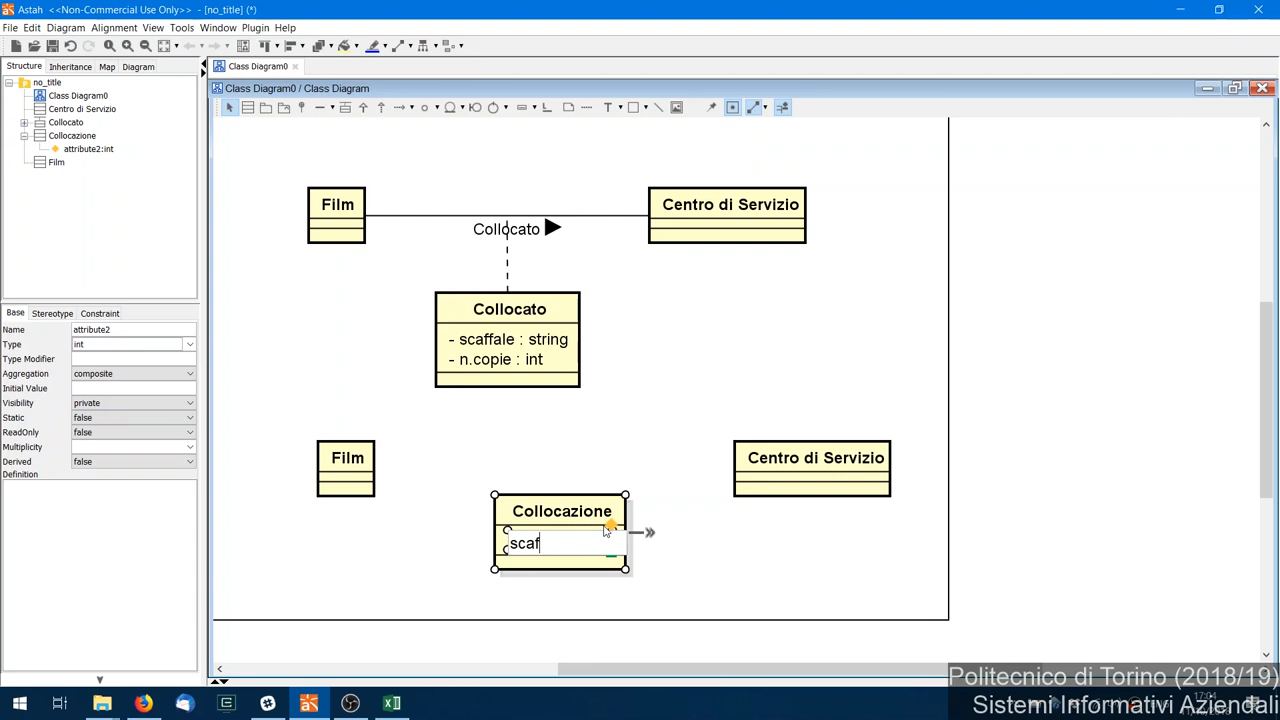 Astah <<Non-Commercial Use Only>> - [no_title] (*)
File Edit Diagram Alignment View Tools Window Plugin Help
Structure Inheritance Map Diagram
no_title
Class Diagram0
Centro di Servizio
Collocato
Collocazione
attribute2:int
Film
Base Stereotype Constraint
Name attribute2
Type int
Type Modifier
Aggregation composite
Initial Value
Visibility private
Static false
ReadOnly false
Multiplicity
Derived false
Definition
Class Diagram0
Class Diagram0 / Class Diagram
Film
Centro di Servizio
Collocato
Collocato
- scaffale : string
- n.copie : int
Film
Centro di Servizio
Collocazione
scaf
Politecnico di Torino (2018/19)
17:04
Sistemi Informativi Aziendali